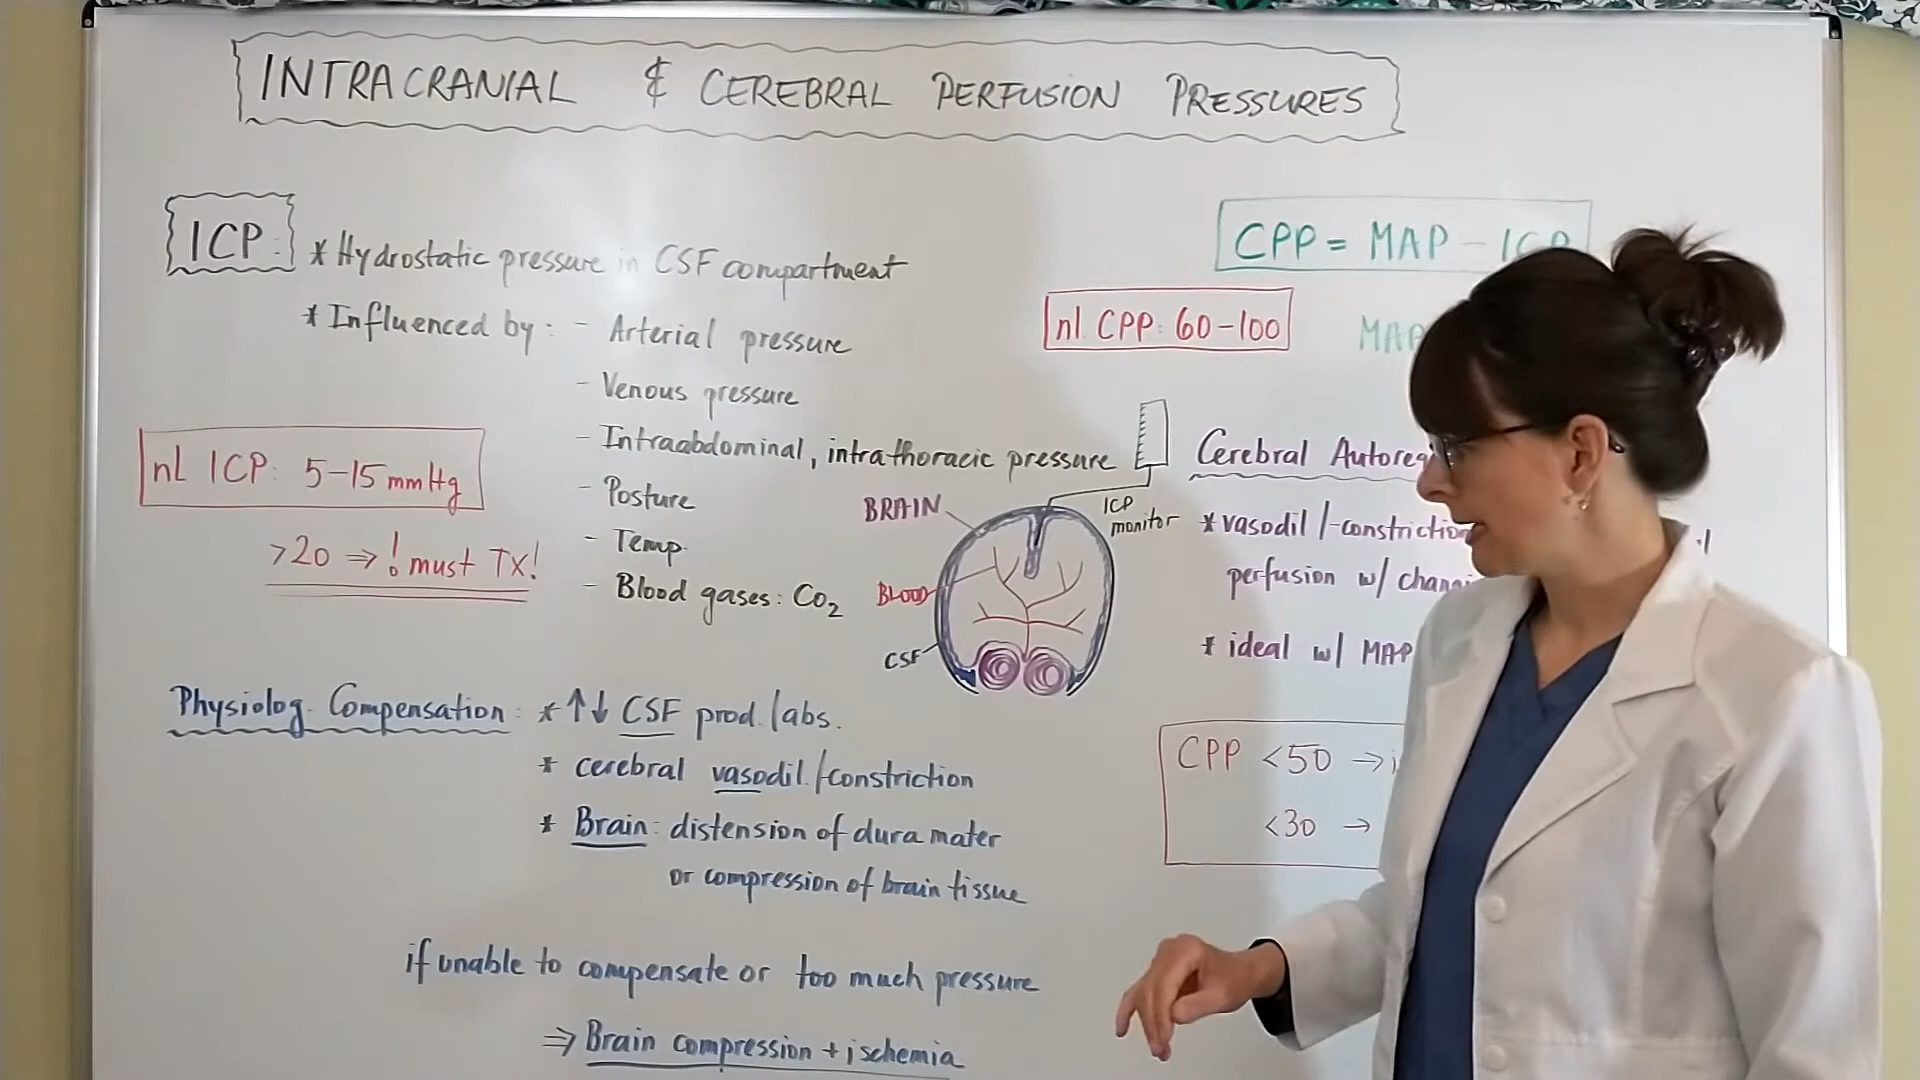 INTRACRANIAL & CEREBRAL PERFUSION PRESSURES
ICP:
* Hydrostatic pressure in CSF compartment
* Influenced by: - Arterial pressure
- Venous pressure
- Intraabdominal, intrathoracic pressure
- Posture
- Temp
- Blood gases: CO2
nl ICP: 5-15 mmHg
>20 ⇒ ! must TX!
Physiolog. Compensation: * ↑↓ CSF prod./abs.
* cerebral vasodil./constriction
* Brain: distension of dura mater
or compression of brain tissue
if unable to compensate or too much pressure
⇒ Brain compression + ischemia
BRAIN
BLOOD
CSF
ICP
monitor
CPP = MAP - ICP
nl CPP: 60-100
MAP
Cerebral
* vasodil/-constriction
perfusion w/
* ideal w/ MAP
CPP <50 →
<30 →